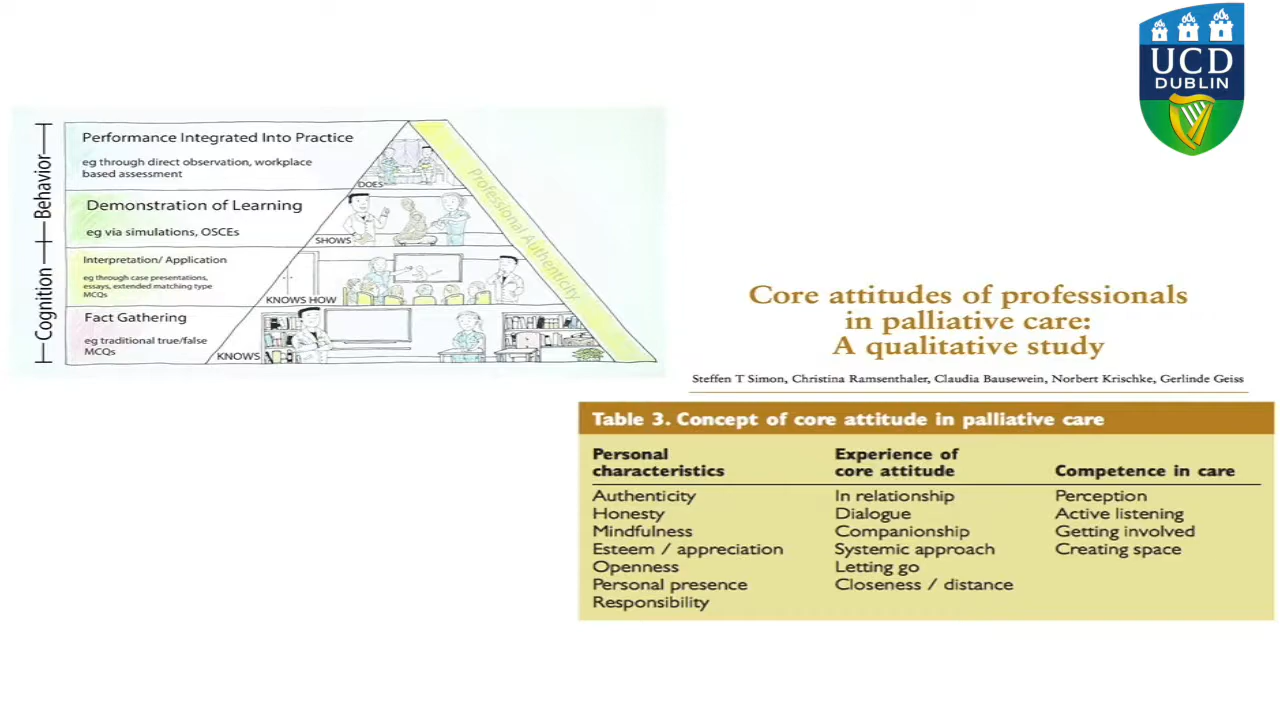 UCD
DUBLIN
Behavior
Cognition
Performance Integrated Into Practice
eg through direct observation, workplace
based assessment
DOES
Demonstration of Learning
eg via simulations, OSCEs
SHOWS
Interpretation/ Application
eg through case presentations,
essays, extended matching type
MCQs
KNOWS HOW
Fact Gathering
eg traditional true/false
MCQs
KNOWS
Professional Authenticity
Core attitudes of professionals
in palliative care:
A qualitative study
Steffen T Simon, Christina Ramsenthaler, Claudia Bausewein, Norbert Krischke, Gerlinde Geiss
Table 3. Concept of core attitude in palliative care
Personal
characteristics
Authenticity
Honesty
Mindfulness
Esteem / appreciation
Openness
Personal presence
Responsibility
Experience of
core attitude
In relationship
Dialogue
Companionship
Systemic approach
Letting go
Closeness / distance
Competence in care
Perception
Active listening
Getting involved
Creating space